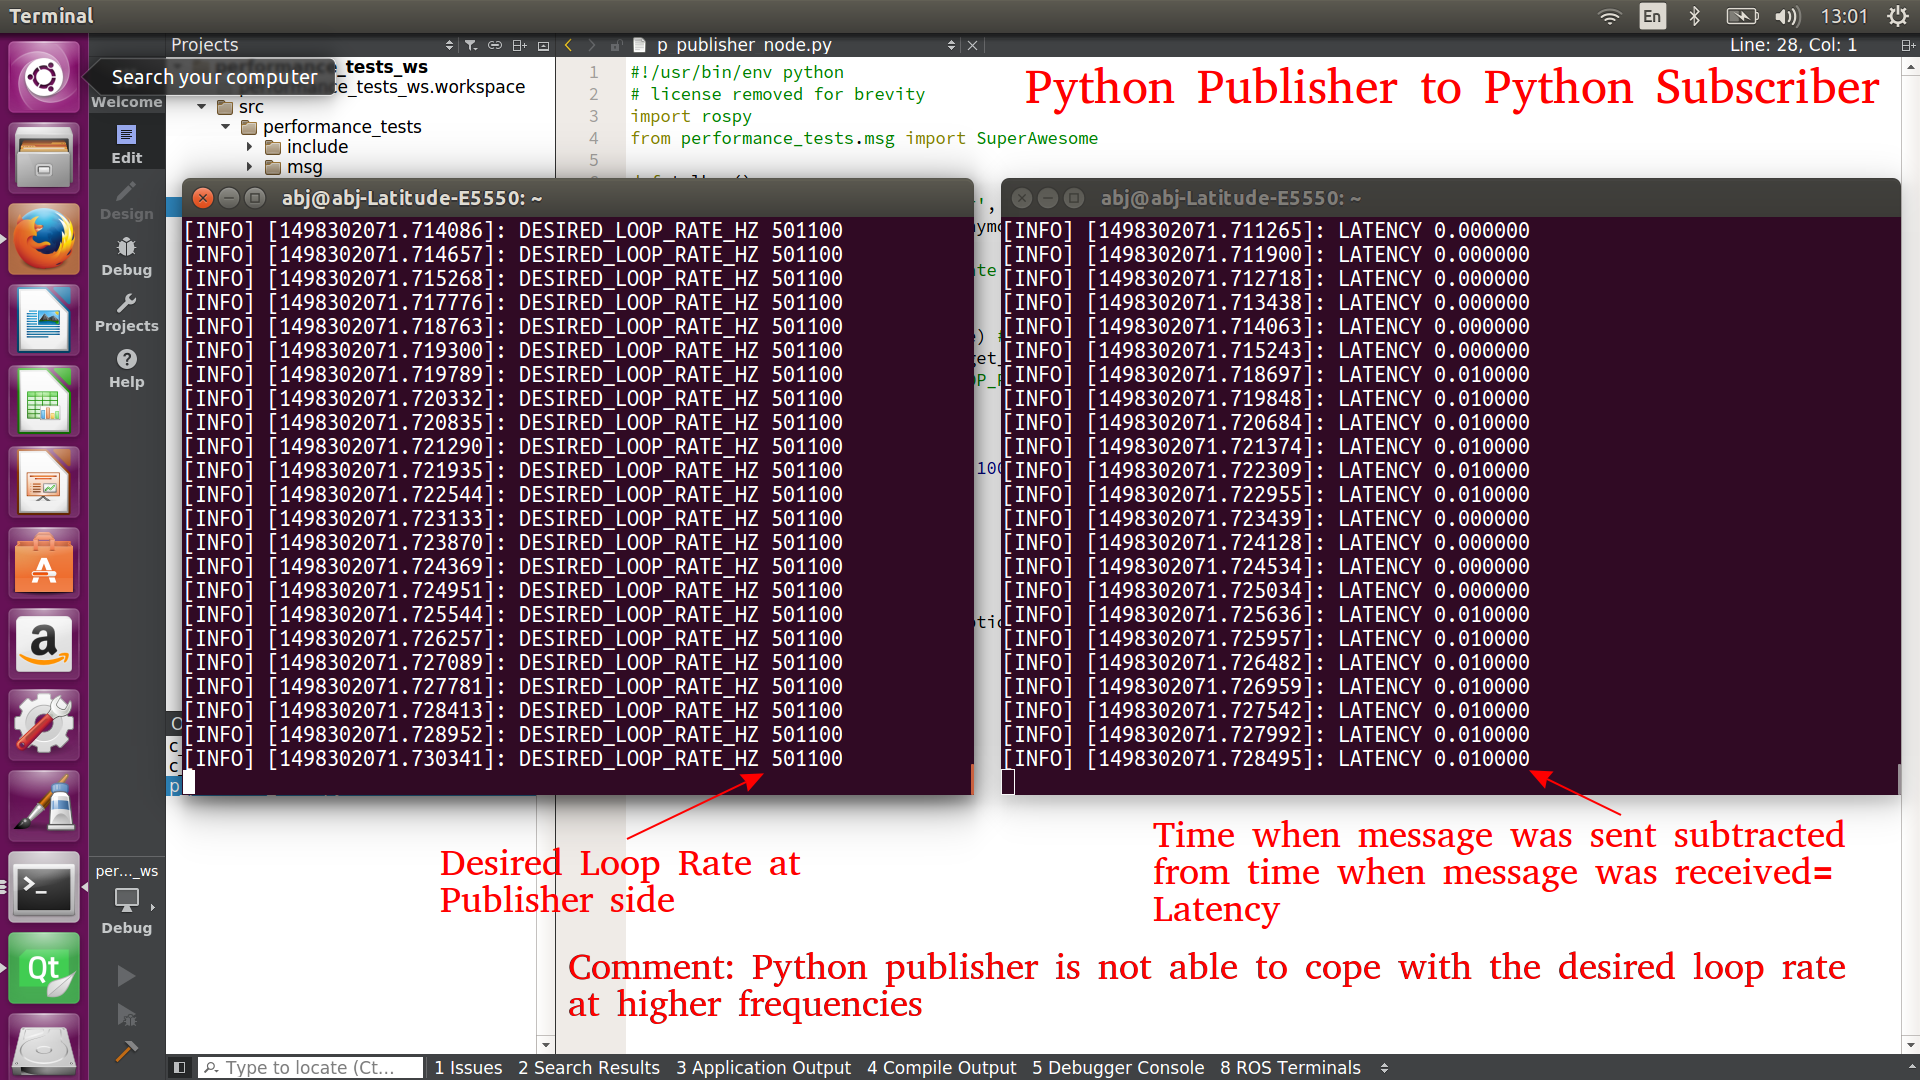 Terminal
En
13:01
Search your computer
Projects
p publisher node.py
Line: 28, Col: 1
performance_tests_ws.workspace
src
performance_tests
include
msg
Welcome
Edit
Design
Debug
Projects
Help
per..._ws
Debug
1 #!/usr/bin/env python
2 # license removed for brevity
3 import rospy
4 from performance_tests.msg import SuperAwesome
5
Python Publisher to Python Subscriber
abj@abj-Latitude-E5550: ~
[INFO] [1498302071.714086]: DESIRED_LOOP_RATE_HZ 501100
[INFO] [1498302071.714657]: DESIRED_LOOP_RATE_HZ 501100
[INFO] [1498302071.715268]: DESIRED_LOOP_RATE_HZ 501100
[INFO] [1498302071.717776]: DESIRED_LOOP_RATE_HZ 501100
[INFO] [1498302071.718763]: DESIRED_LOOP_RATE_HZ 501100
[INFO] [1498302071.719300]: DESIRED_LOOP_RATE_HZ 501100
[INFO] [1498302071.719789]: DESIRED_LOOP_RATE_HZ 501100
[INFO] [1498302071.720332]: DESIRED_LOOP_RATE_HZ 501100
[INFO] [1498302071.720835]: DESIRED_LOOP_RATE_HZ 501100
[INFO] [1498302071.721290]: DESIRED_LOOP_RATE_HZ 501100
[INFO] [1498302071.721935]: DESIRED_LOOP_RATE_HZ 501100
[INFO] [1498302071.722544]: DESIRED_LOOP_RATE_HZ 501100
[INFO] [1498302071.723133]: DESIRED_LOOP_RATE_HZ 501100
[INFO] [1498302071.723870]: DESIRED_LOOP_RATE_HZ 501100
[INFO] [1498302071.724369]: DESIRED_LOOP_RATE_HZ 501100
[INFO] [1498302071.724951]: DESIRED_LOOP_RATE_HZ 501100
[INFO] [1498302071.725544]: DESIRED_LOOP_RATE_HZ 501100
[INFO] [1498302071.726257]: DESIRED_LOOP_RATE_HZ 501100
[INFO] [1498302071.727089]: DESIRED_LOOP_RATE_HZ 501100
[INFO] [1498302071.727781]: DESIRED_LOOP_RATE_HZ 501100
[INFO] [1498302071.728413]: DESIRED_LOOP_RATE_HZ 501100
[INFO] [1498302071.728952]: DESIRED_LOOP_RATE_HZ 501100
[INFO] [1498302071.730341]: DESIRED_LOOP_RATE_HZ 501100
abj@abj-Latitude-E5550: ~
[INFO] [1498302071.711265]: LATENCY 0.000000
[INFO] [1498302071.711900]: LATENCY 0.000000
[INFO] [1498302071.712718]: LATENCY 0.000000
[INFO] [1498302071.713438]: LATENCY 0.000000
[INFO] [1498302071.714063]: LATENCY 0.000000
[INFO] [1498302071.715243]: LATENCY 0.000000
[INFO] [1498302071.718697]: LATENCY 0.010000
[INFO] [1498302071.719848]: LATENCY 0.010000
[INFO] [1498302071.720684]: LATENCY 0.010000
[INFO] [1498302071.721374]: LATENCY 0.010000
[INFO] [1498302071.722309]: LATENCY 0.010000
[INFO] [1498302071.722955]: LATENCY 0.010000
[INFO] [1498302071.723439]: LATENCY 0.000000
[INFO] [1498302071.724128]: LATENCY 0.000000
[INFO] [1498302071.724534]: LATENCY 0.000000
[INFO] [1498302071.725034]: LATENCY 0.000000
[INFO] [1498302071.725636]: LATENCY 0.010000
[INFO] [1498302071.725957]: LATENCY 0.010000
[INFO] [1498302071.726482]: LATENCY 0.010000
[INFO] [1498302071.726959]: LATENCY 0.010000
[INFO] [1498302071.727542]: LATENCY 0.010000
[INFO] [1498302071.727992]: LATENCY 0.010000
[INFO] [1498302071.728495]: LATENCY 0.010000
Desired Loop Rate at
Publisher side
Time when message was sent subtracted
from time when message was received=
Latency
Comment: Python publisher is not able to cope with the desired loop rate
at higher frequencies
Type to locate (Ct...
1 Issues 2 Search Results 3 Application Output 4 Compile Output 5 Debugger Console 8 ROS Terminals